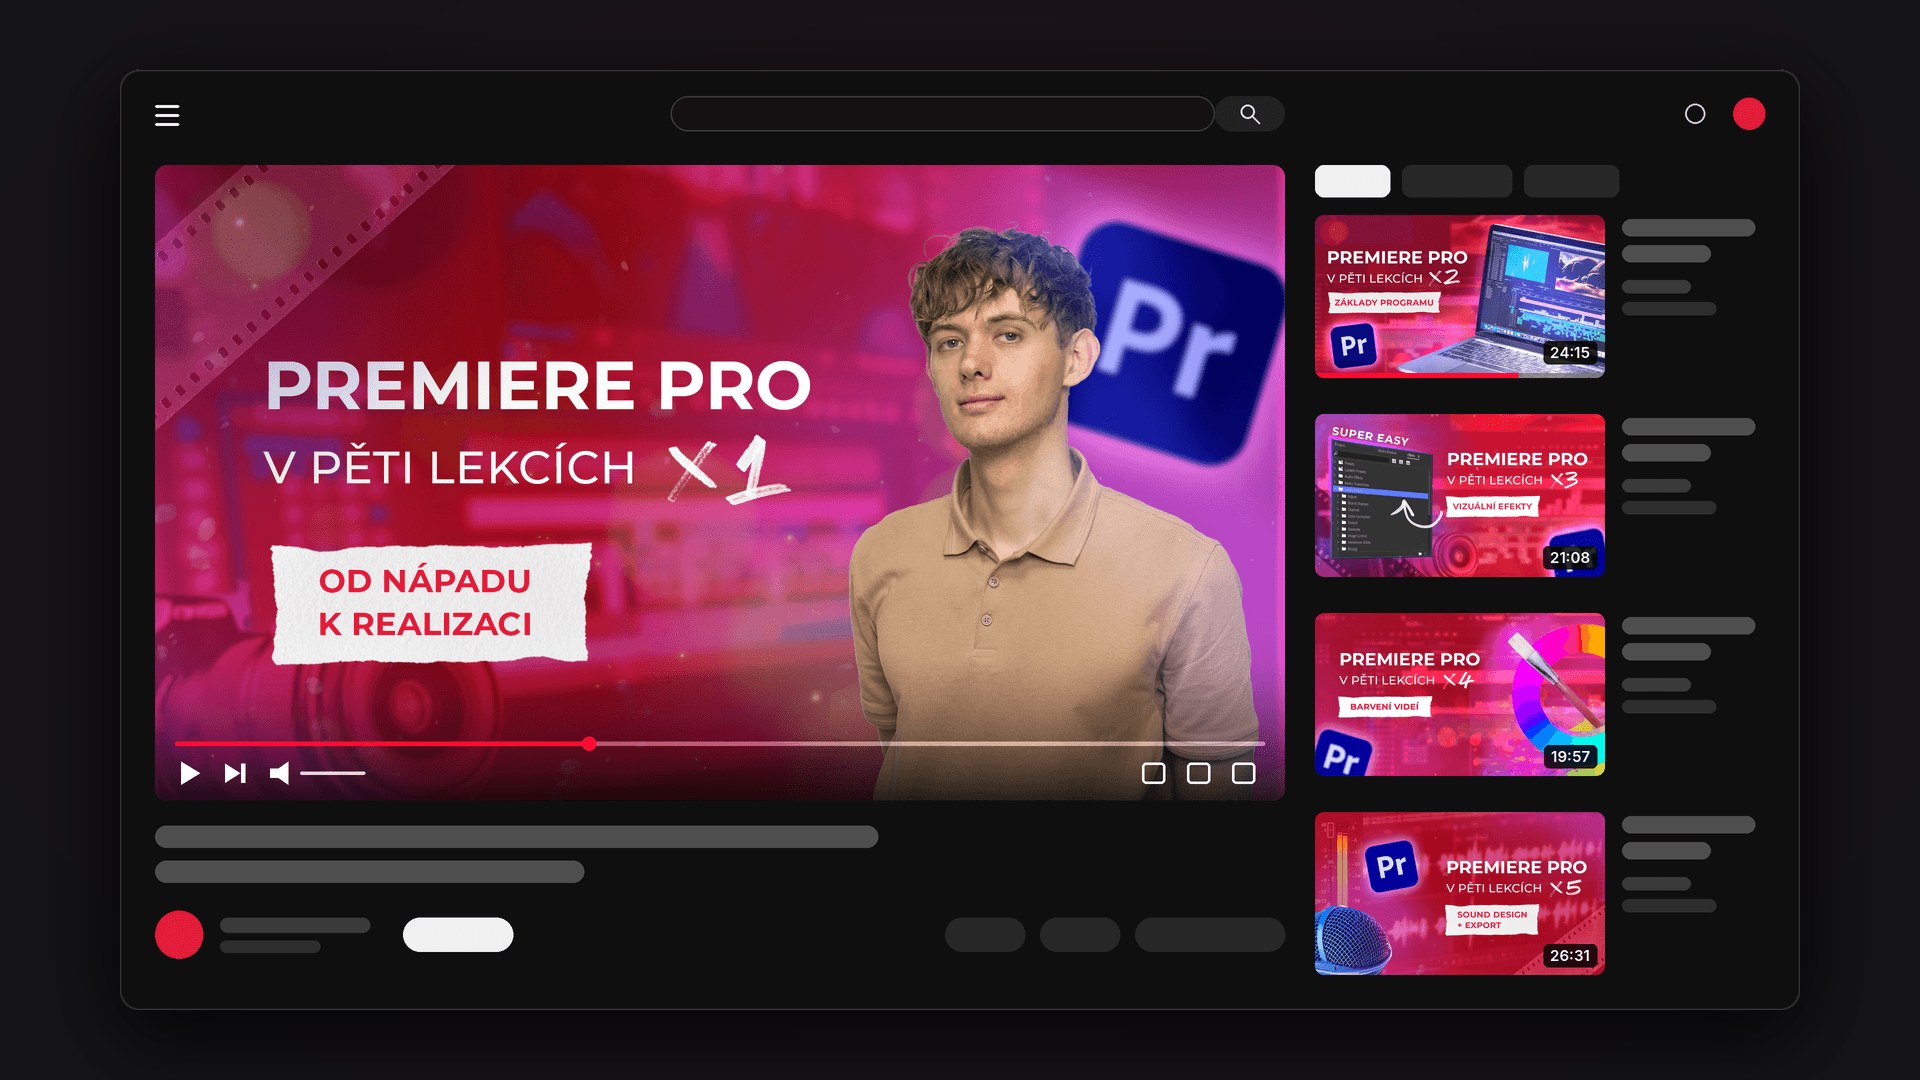 PREMIERE PRO
V PĚTI LEKCÍCH X1
OD NÁPADU
K REALIZACI
Pr
PREMIERE PRO
V PĚTI LEKCÍCH X2
ZÁKLADY PROGRAMU
Pr
24:15
SUPER EASY
PREMIERE PRO
V PĚTI LEKCÍCH X3
VIZUÁLNÍ EFEKTY
21:08
PREMIERE PRO
V PĚTI LEKCÍCH X4
BARVENÍ VIDEÍ
Pr
19:57
Pr
PREMIERE PRO
V PĚTI LEKCÍCH X5
SOUND DESIGN
+ EXPORT
26:31